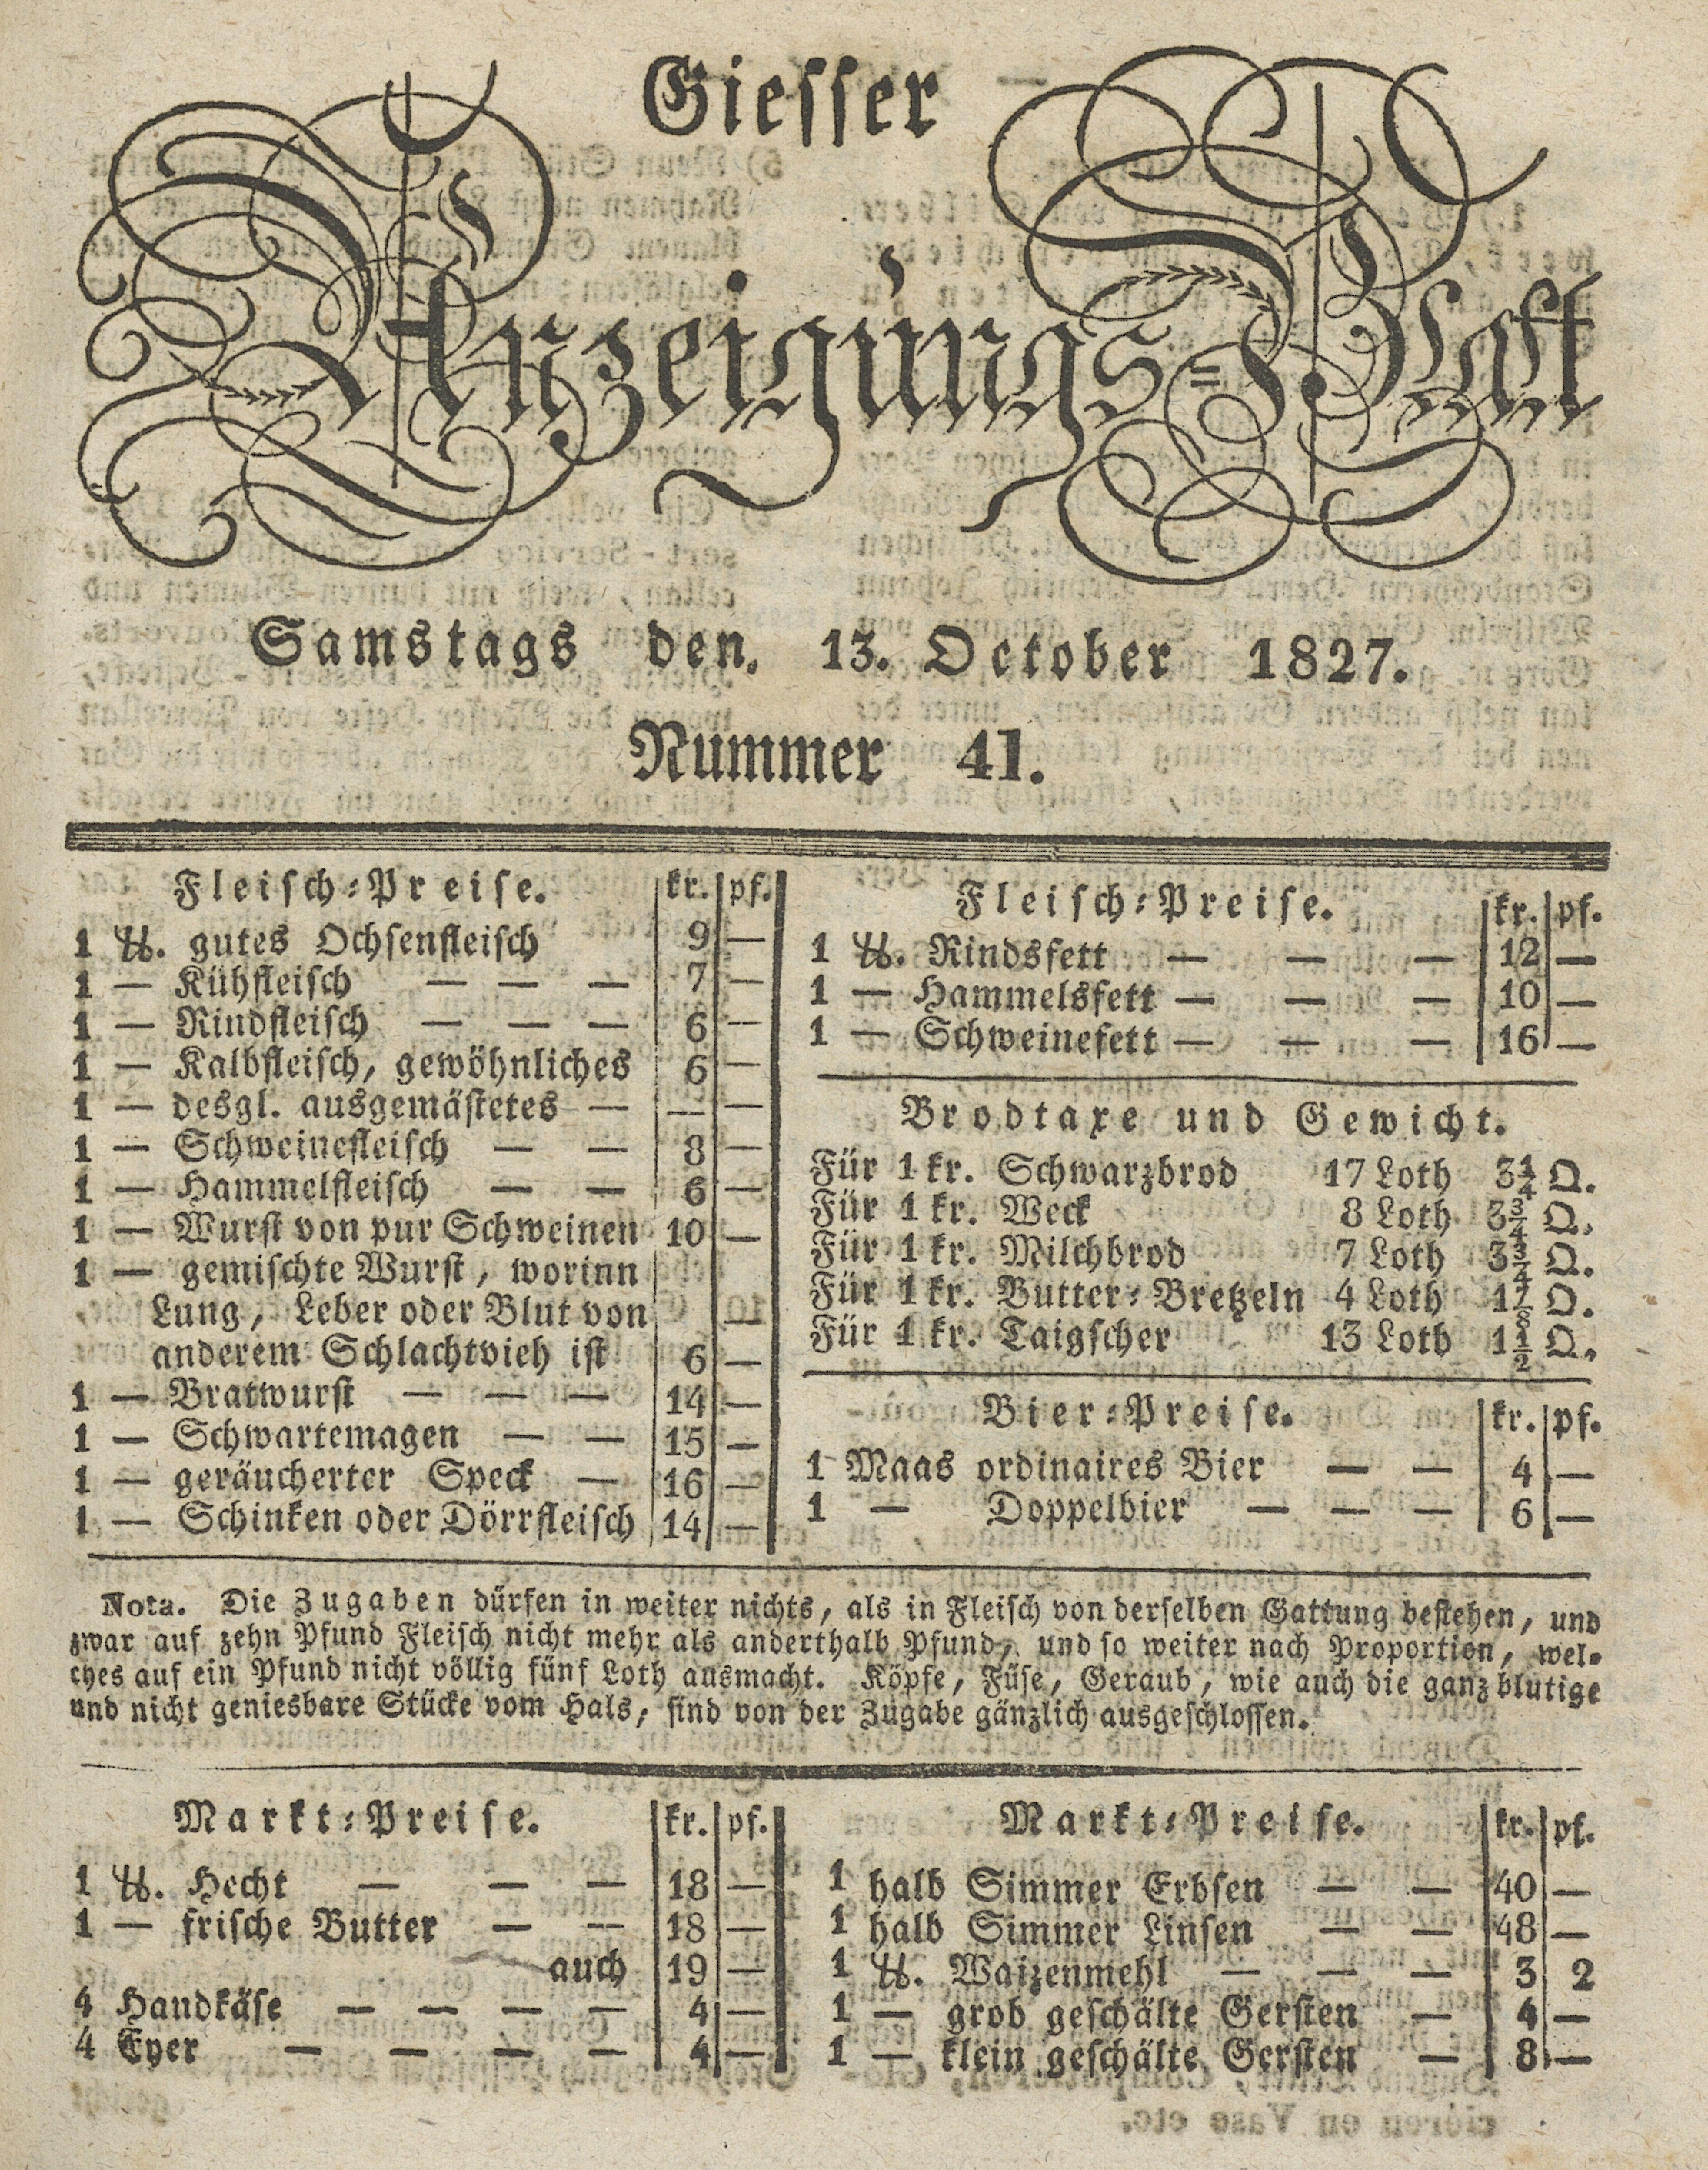 Giesser
Anzeigungs=Blatt
Samstags den. 13. October 1827.
Nummer 41.
Fleisch=Preise. kr. pf.
1 ℔. gutes Ochsenfleisch 9 —
1 — Kühfleisch — — — 7 —
1 — Rindfleisch — — — 6 —
1 — Kalbfleisch, gewöhnliches 6 —
1 — desgl. ausgemästetes — — —
1 — Schweinefleisch — — 8 —
1 — Hammelfleisch — — 6 —
1 — Wurst von pur Schweinen 10 —
1 — gemischte Wurst, worinn
Lung, Leber oder Blut von —
anderem Schlachtvieh ist 6 —
1 — Bratwurst — — — 14 —
1 — Schwartemagen — — 15 —
1 — geräucherter Speck — 16 —
1 — Schinken oder Dörrfleisch 14 —
Fleisch=Preise. kr. pf.
1 ℔. Rindsfett — — — 12 —
1 — Hammelsfett — — — 10 —
1 — Schweinefett — — — 16 —
Brodtaxe und Gewicht.
Für 1 kr. Schwarzbrod 17 Loth 3¼ Q.
Für 1 kr. Weck 8 Loth 3¾ Q.
Für 1 kr. Milchbrod 7 Loth 3¾ Q.
Für 1 kr. Butter=Bretzeln 4 Loth 1⅞ Q.
Für 1 kr. Taigscher 13 Loth 1½ Q.
Bier=Preise. kr. pf.
1 Maas ordinaires Bier — — 4 —
1 — Doppelbier — — — 6 —
Nota. Die Zugaben dürfen in weiter nichts, als in Fleisch von derselben Gattung bestehen, und
zwar auf zehn Pfund Fleisch nicht mehr als anderthalb Pfund, und so weiter nach Proportion, wel=
ches auf ein Pfund nicht völlig fünf Loth ausmacht. Köpfe, Füse, Geraub, wie auch die ganz blutige
und nicht geniesbare Stücke vom Hals, sind von der Zugabe gänzlich ausgeschlossen.
Markt=Preise. kr. pf.
1 ℔. Hecht — — — 18 —
1 — frische Butter — — 18 —
auch 19 —
4 Handkäse — — — — 4 —
4 Eyer — — — — 4 —
Markt=Preise. kr. pf.
1 halb Simmer Erbsen — — 40 —
1 halb Simmer Linsen — — 48 —
1 ℔. Waizenmehl — — — 3 2
1 — grob geschälte Gersten — 4 —
1 — klein geschälte Gersten — 8 —